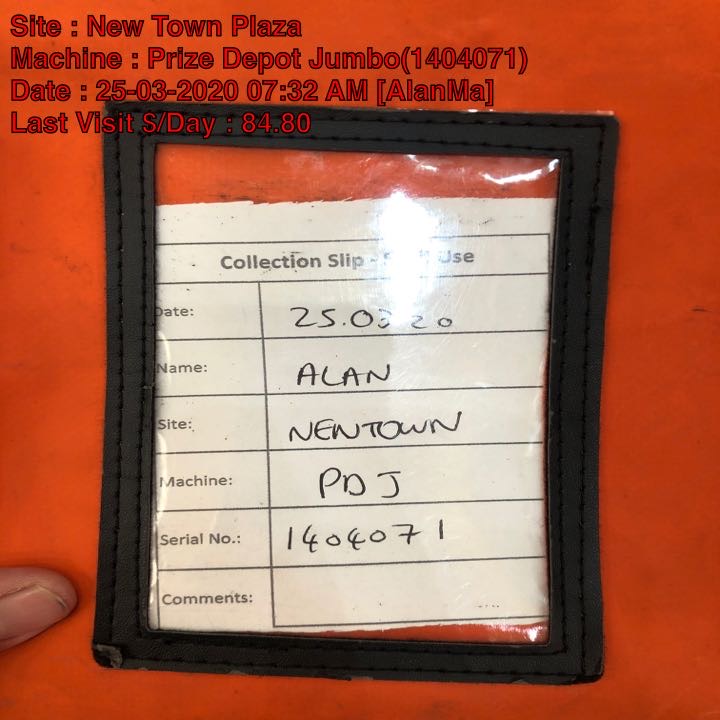 Site : New Town Plaza
Machine : Prize Depot Jumbo(1404071)
Date : 25-03-2020 07:32 AM [AlanMa]
Last Visit $/Day : 84.80
Collection Slip - Use
Date: 25.03 20
Name: ALAN
Site: NEWTOWN
Machine: PDJ
Serial No.: 1404071
Comments: